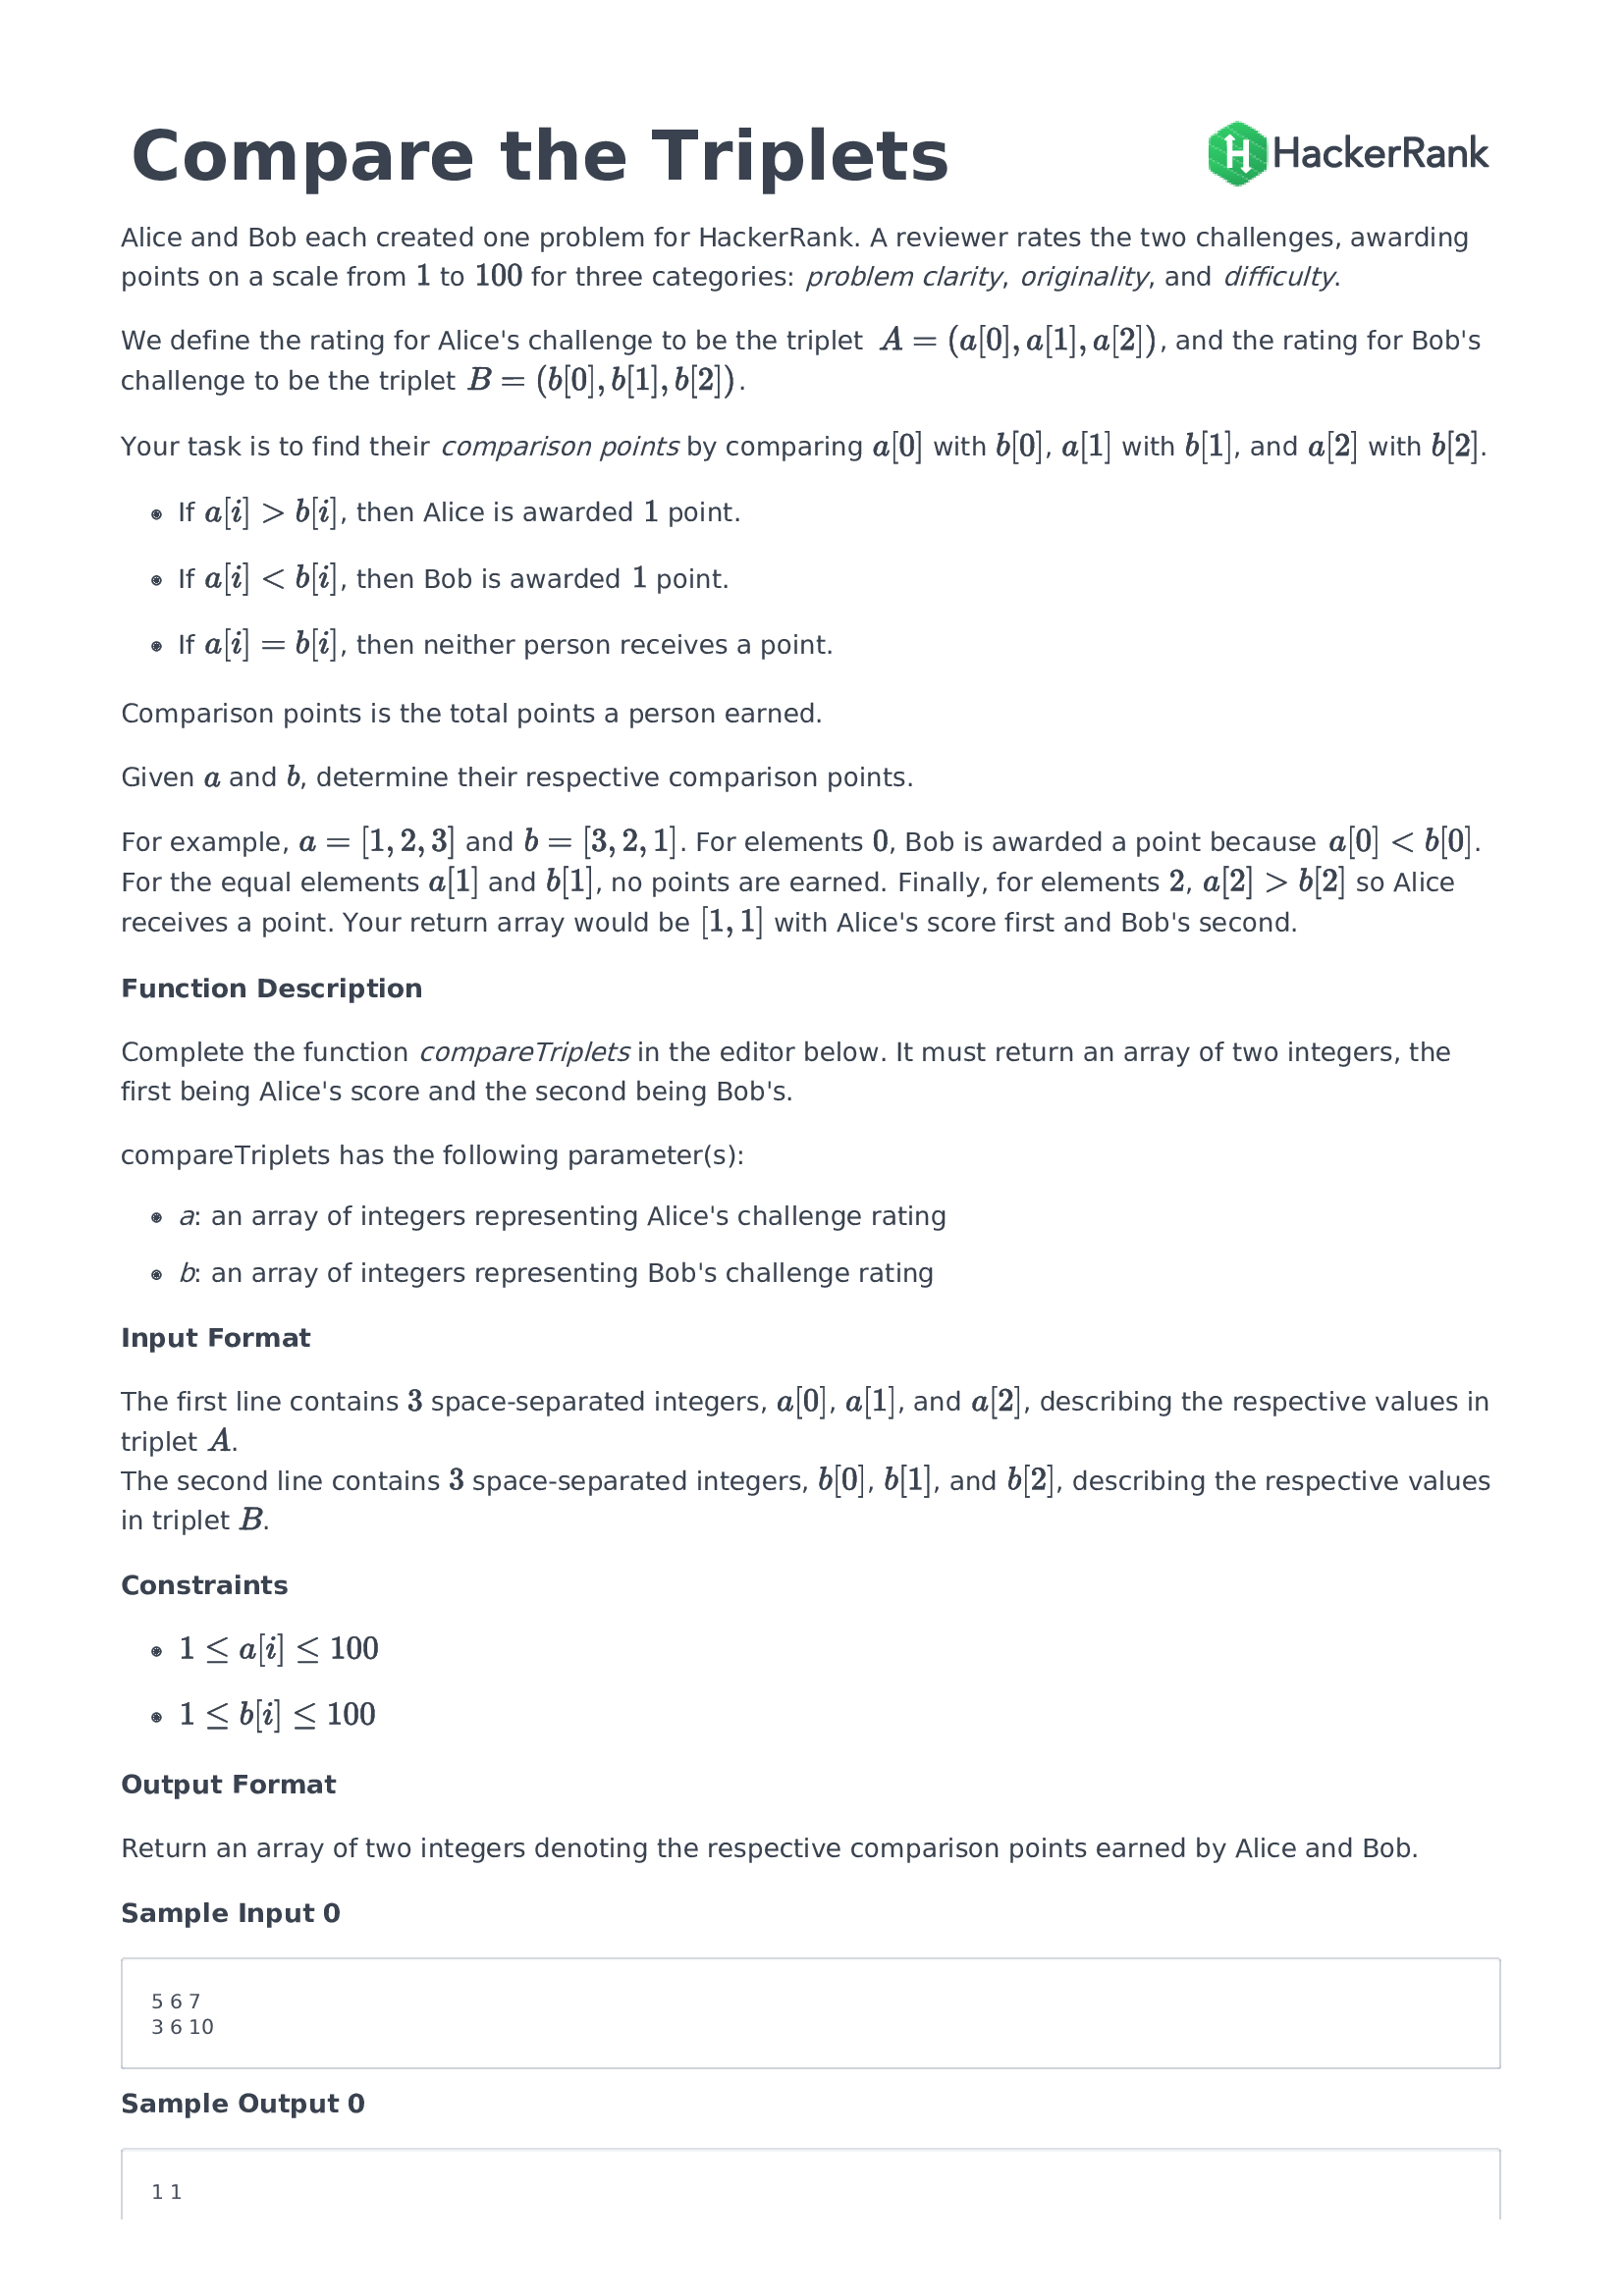 Compare the Triplets
HackerRank
Alice and Bob each created one problem for HackerRank. A reviewer rates the two challenges, awarding
points on a scale from 1 to 100 for three categories: problem clarity, originality, and difficulty.
We define the rating for Alice's challenge to be the triplet A = (a[0], a[1], a[2]), and the rating for Bob's
challenge to be the triplet B = (b[0], b[1], b[2]).
Your task is to find their comparison points by comparing a[0] with b[0], a[1] with b[1], and a[2] with b[2].
• If a[i] > b[i], then Alice is awarded 1 point.
• If a[i] < b[i], then Bob is awarded 1 point.
• If a[i] = b[i], then neither person receives a point.
Comparison points is the total points a person earned.
Given a and b, determine their respective comparison points.
For example, a = [1, 2, 3] and b = [3, 2, 1]. For elements 0, Bob is awarded a point because a[0] < b[0].
For the equal elements a[1] and b[1], no points are earned. Finally, for elements 2, a[2] > b[2] so Alice
receives a point. Your return array would be [1, 1] with Alice's score first and Bob's second.
Function Description
Complete the function compareTriplets in the editor below. It must return an array of two integers, the
first being Alice's score and the second being Bob's.
compareTriplets has the following parameter(s):
• a: an array of integers representing Alice's challenge rating
• b: an array of integers representing Bob's challenge rating
Input Format
The first line contains 3 space-separated integers, a[0], a[1], and a[2], describing the respective values in
triplet A.
The second line contains 3 space-separated integers, b[0], b[1], and b[2], describing the respective values
in triplet B.
Constraints
• 1 ≤ a[i] ≤ 100
• 1 ≤ b[i] ≤ 100
Output Format
Return an array of two integers denoting the respective comparison points earned by Alice and Bob.
Sample Input 0
5 6 7
3 6 10
Sample Output 0
1 1